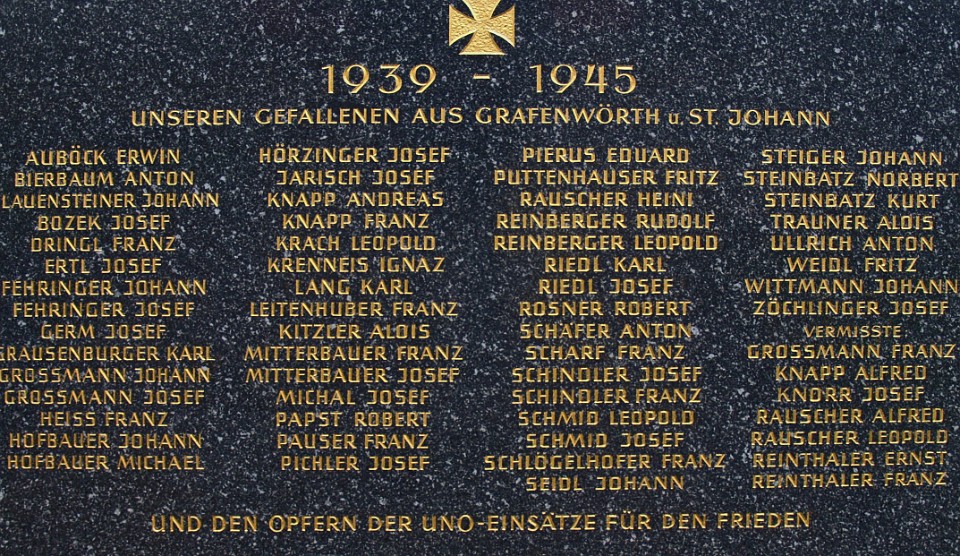 1939 - 1945
UNSEREN GEFALLENEN AUS GRAFENWÖRTH u. ST. JOHANN
AUBÖCK ERWIN
BIERBAUM ANTON
LAUENSTEINER JOHANN
BOZEK JOSEF
DRINGL FRANZ
ERTL JOSEF
FEHRINGER JOHANN
FEHRINGER JOSEF
GERM JOSEF
GRAUSENBURGER KARL
GROSSMANN JOHANN
GROSSMANN JOSEF
HEISS FRANZ
HOFBAUER JOHANN
HOFBAUER MICHAEL
HÖRZINGER JOSEF
JARISCH JOSEF
KNAPP ANDREAS
KNAPP FRANZ
KRACH LEOPOLD
KRENNEIS IGNAZ
LANG KARL
LEITENHUBER FRANZ
KITZLER ALOIS
MITTERBAUER FRANZ
MITTERBAUER JOSEF
MICHAL JOSEF
PAPST ROBERT
PAUSER FRANZ
PICHLER JOSEF
PIERUS EDUARD
PUTTENHAUSER FRITZ
RAUSCHER HEINI
REINBERGER RUDOLF
REINBERGER LEOPOLD
RIEDL KARL
RIEDL JOSEF
ROSNER ROBERT
SCHÄFER ANTON
SCHARF FRANZ
SCHINDLER JOSEF
SCHINDLER FRANZ
SCHMID LEOPOLD
SCHMID JOSEF
SCHLÖGELHOFER FRANZ
SEIDL JOHANN
STEIGER JOHANN
STEINBATZ NORBERT
STEINBATZ KURT
TRAUNER ALOIS
ULLRICH ANTON
WEIDL FRITZ
WITTMANN JOHANN
ZÖCHLINGER JOSEF
VERMISSTE
GROSSMANN FRANZ
KNAPP ALFRED
KNORR JOSEF
RAUSCHER ALFRED
RAUSCHER LEOPOLD
REINTHALER ERNST
REINTHALER FRANZ
UND DEN OPFERN DER UNO-EINSÄTZE FÜR DEN FRIEDEN